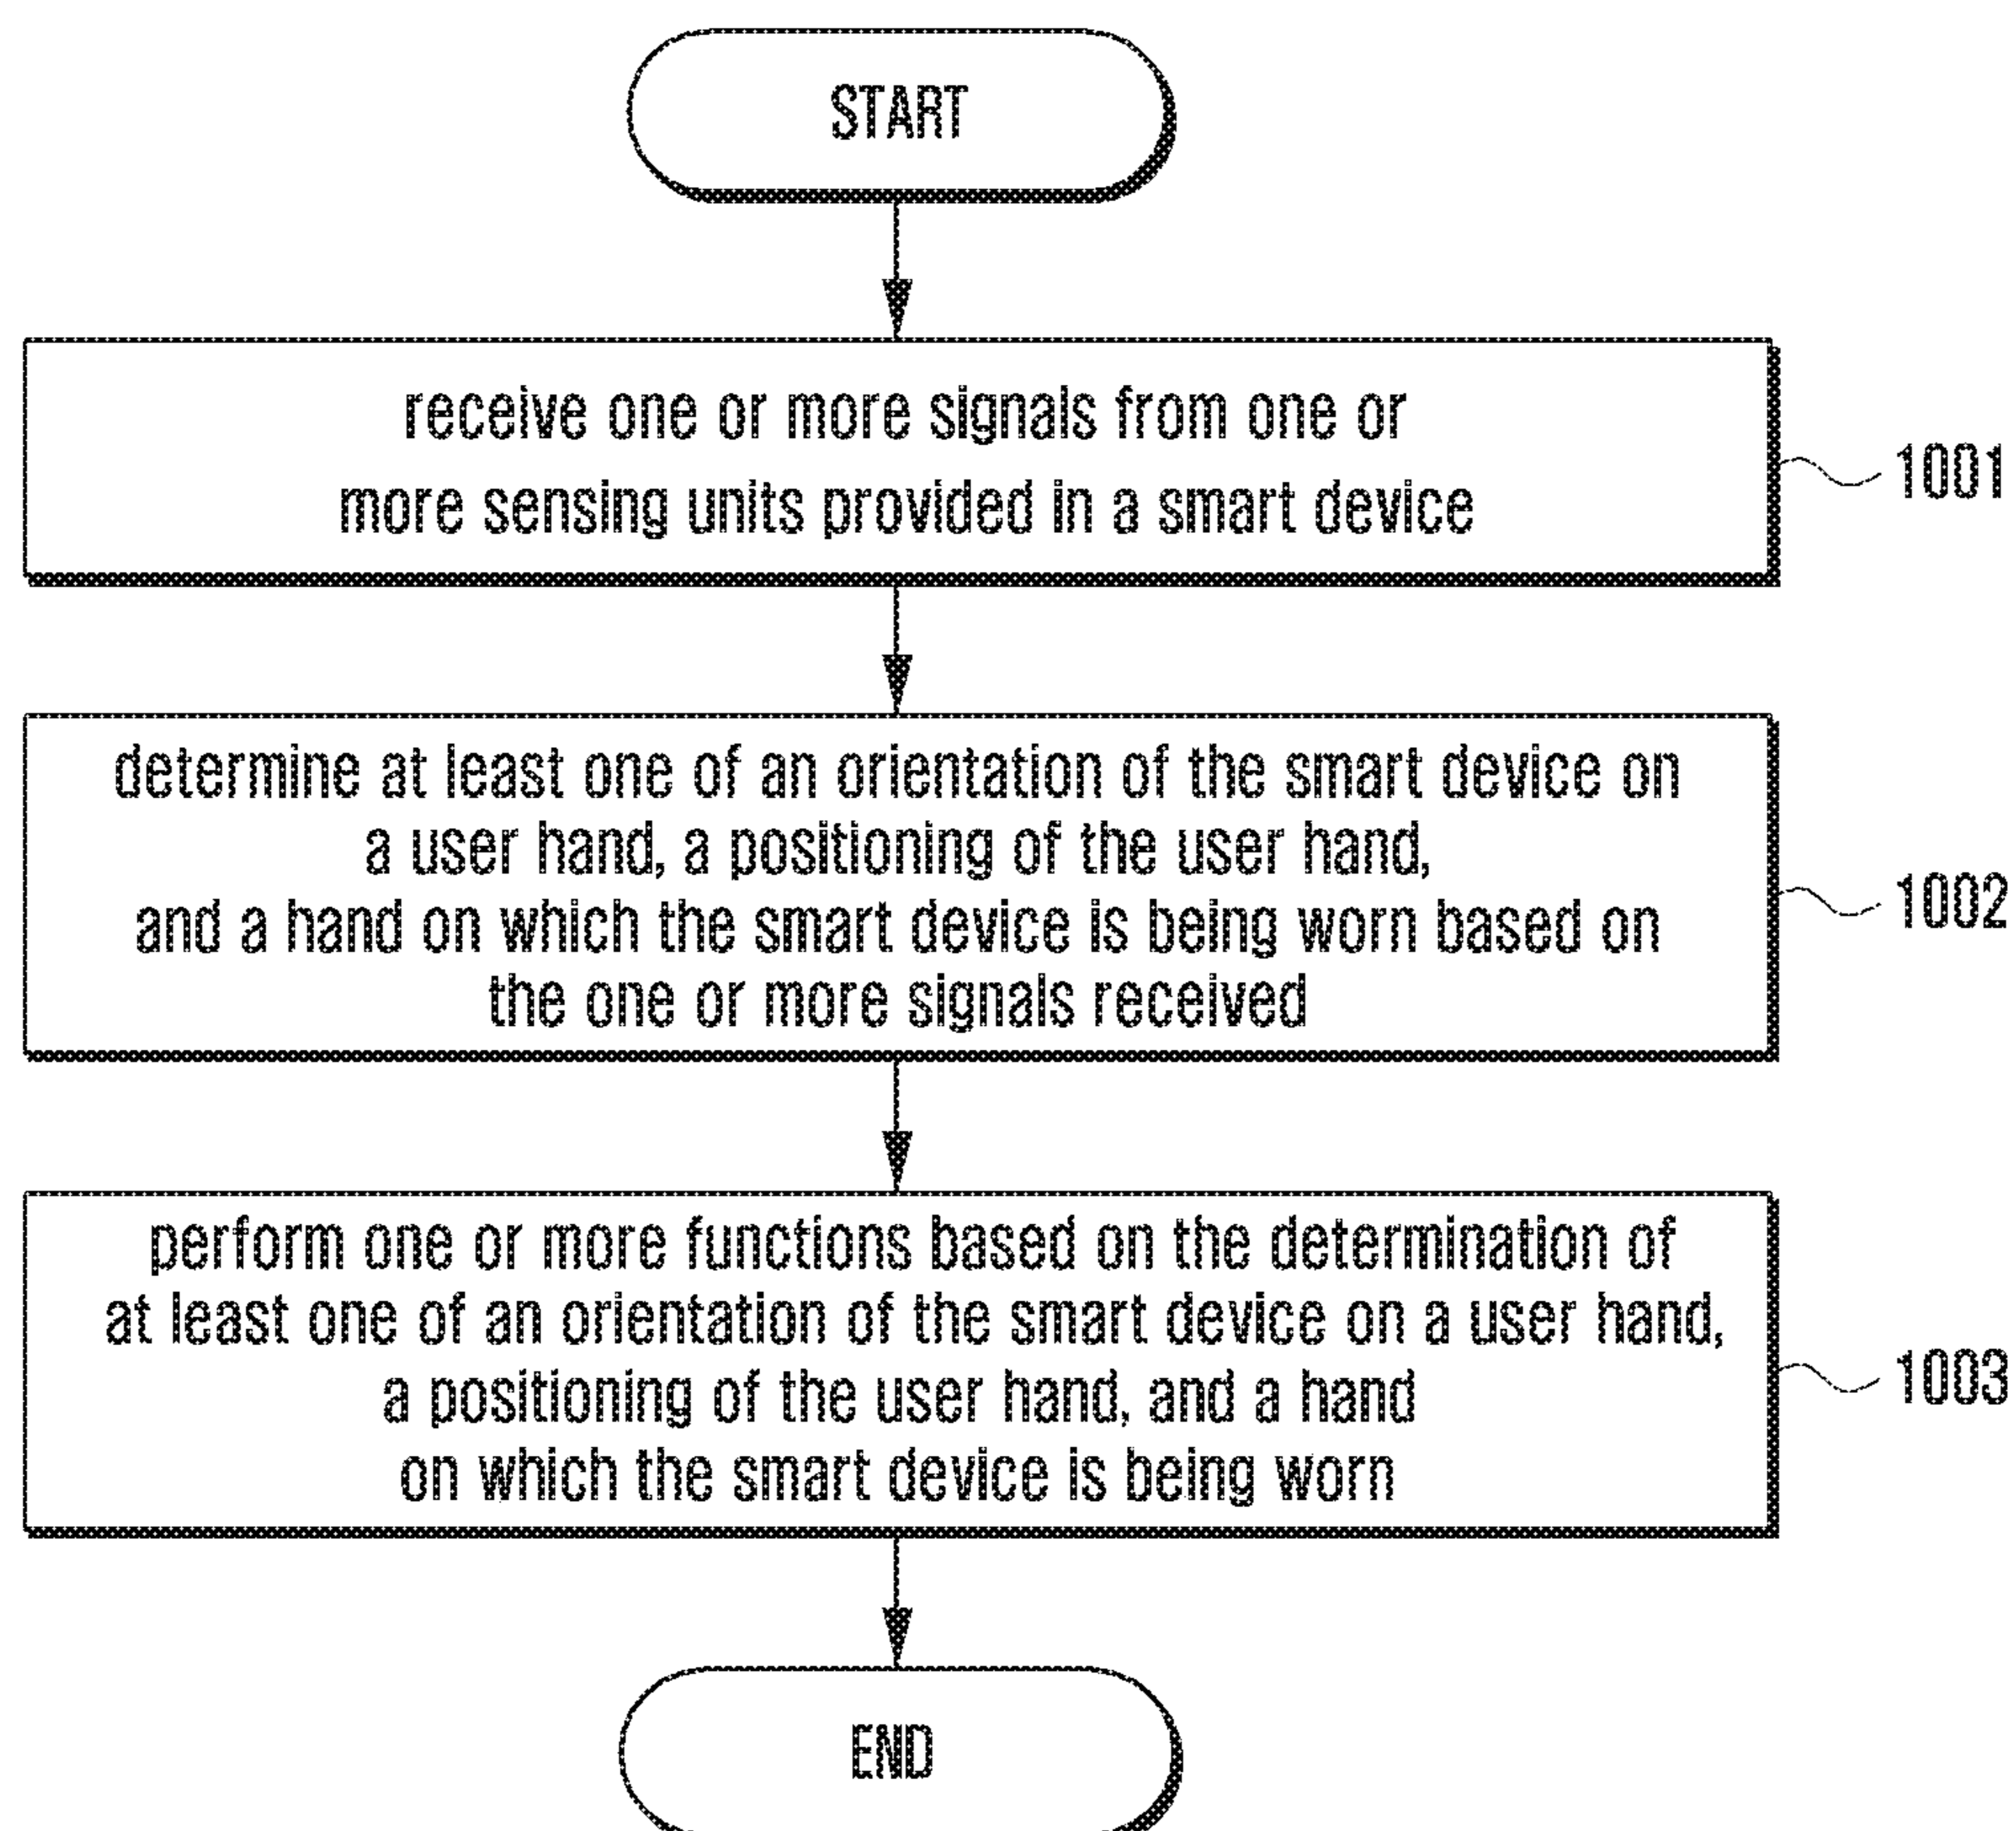 START
receive one or more signals from one or
more sensing units provided in a smart device
1001
determine at least one of an orientation of the smart device on
a user hand, a positioning of the user hand,
and a hand on which the smart device is being worn based on
the one or more signals received
1002
perform one or more functions based on the determination of
at least one of an orientation of the smart device on a user hand,
a positioning of the user hand, and a hand
on which the smart device is being worn
1003
END